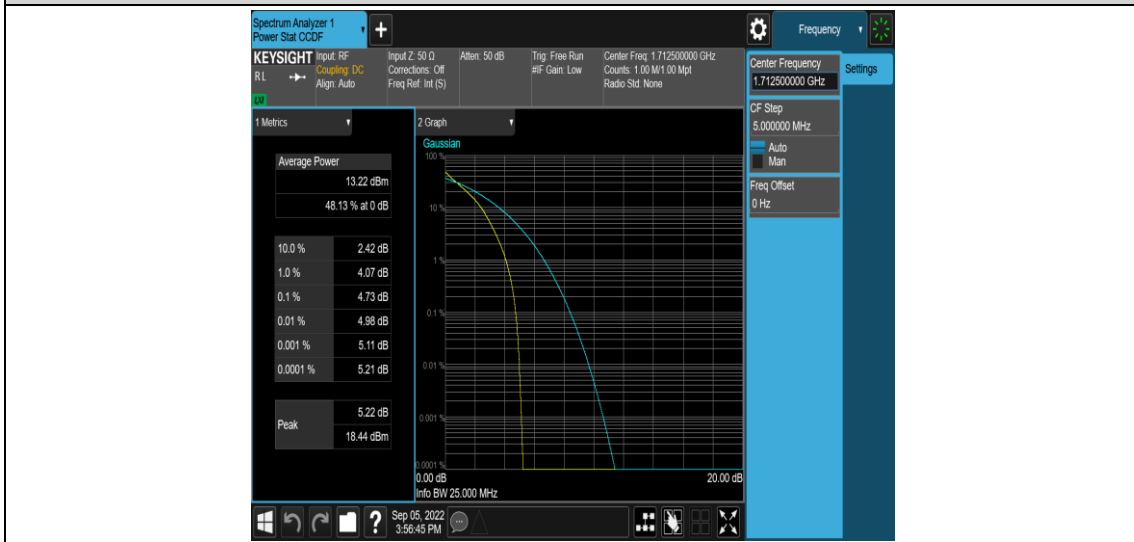 Spectrum Analyzer 1
Power Stat CCDF
Frequency
KEYSIGHT
RL
LXI
Input: RF
Coupling: DC
Align: Auto
Input Z: 50 Ω
Corrections: Off
Freq Ref: Int (S)
Atten: 50 dB
Trig: Free Run
#IF Gain: Low
Center Freq: 1.712500000 GHz
Counts: 1.00 M/1.00 Mpt
Radio Std: None
Center Frequency
1.712500000 GHz
Settings
CF Step
5.000000 MHz
Auto
Man
Freq Offset
0 Hz
1 Metrics
Average Power
13.22 dBm
48.13 % at 0 dB
10.0 % 2.42 dB
1.0 % 4.07 dB
0.1 % 4.73 dB
0.01 % 4.98 dB
0.001 % 5.11 dB
0.0001 % 5.21 dB
Peak
5.22 dB
18.44 dBm
2 Graph
Gaussian
100 %
10 %
1 %
0.1 %
0.01 %
0.001 %
0.0001 %
0.00 dB 20.00 dB
Info BW 25.000 MHz
?
Sep 05, 2022
3:56:45 PM